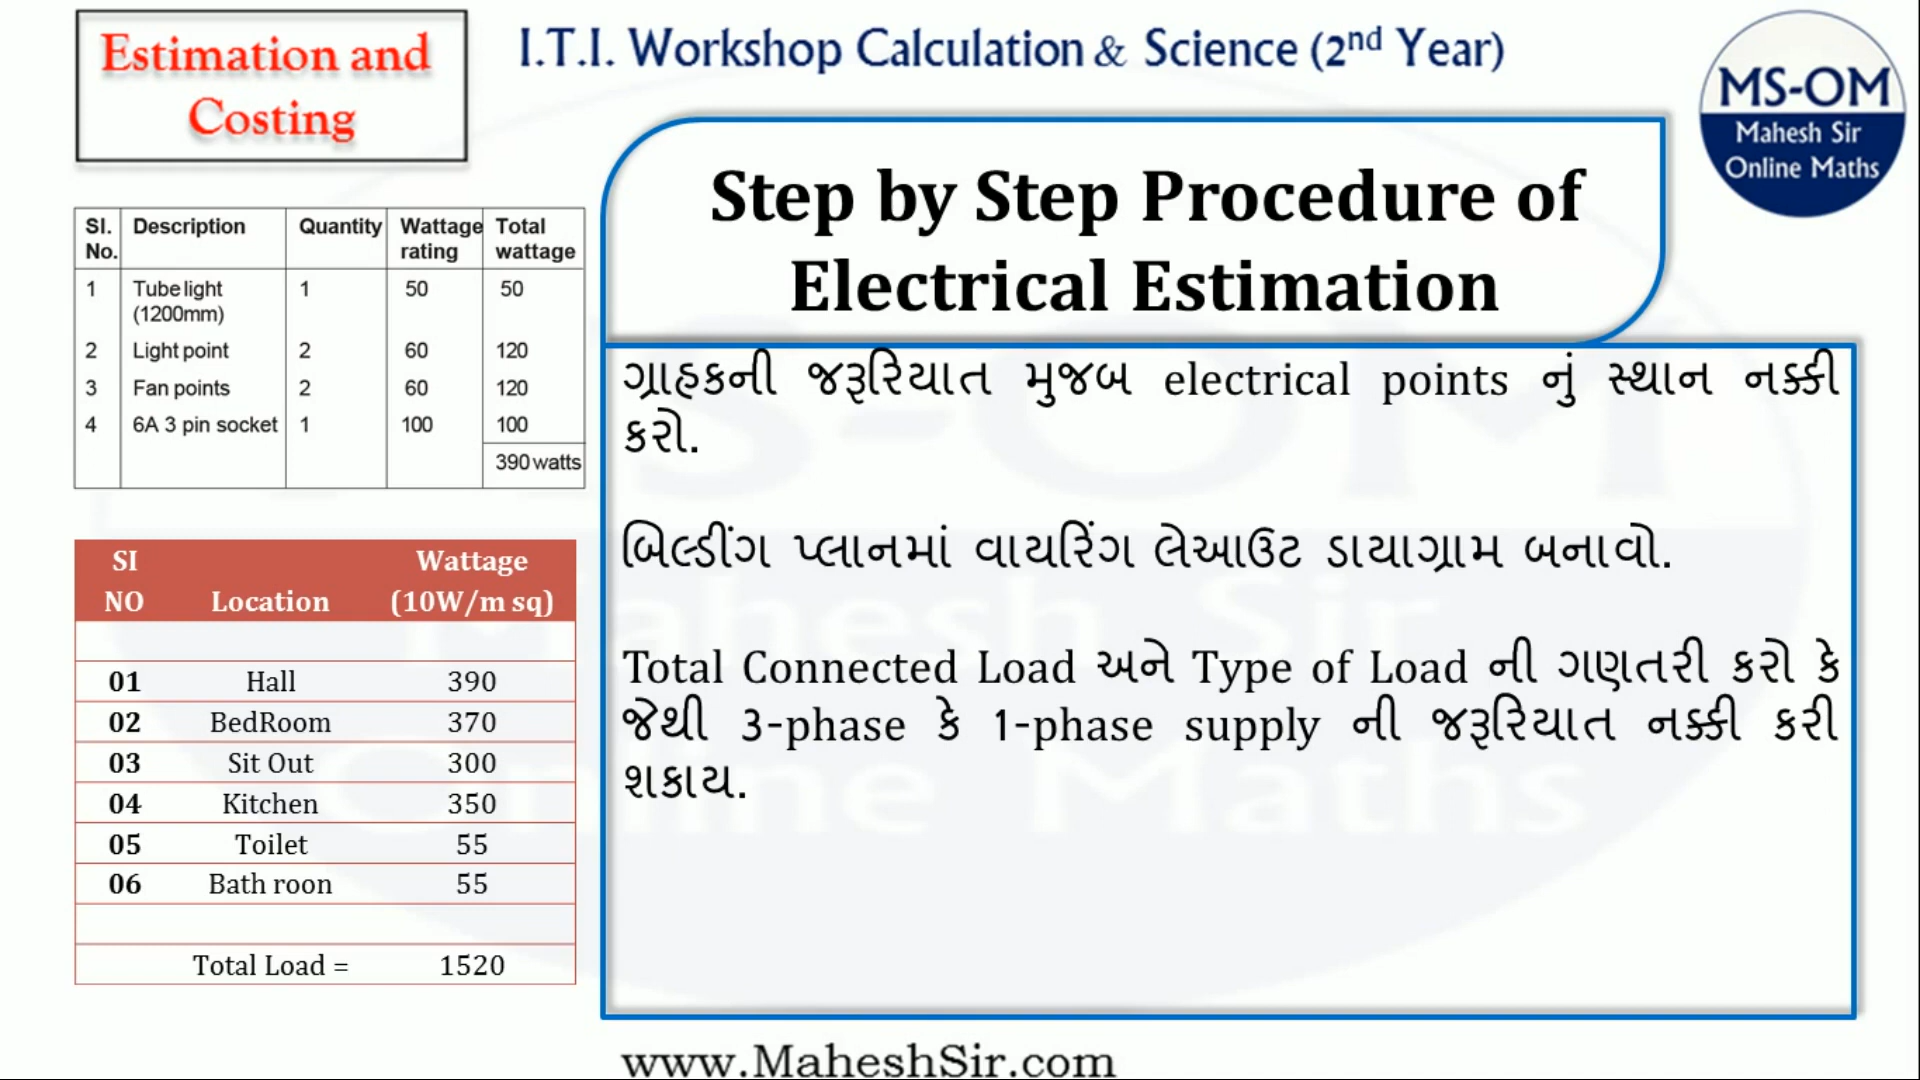 Estimation and
Costing
I.T.I. Workshop Calculation & Science (2nd Year)
MS-OM
Mahesh Sir
Online Maths
Step by Step Procedure of
Electrical Estimation
Sl. No. Description Quantity Wattage rating Total wattage
1 Tube light (1200mm) 1 50 50
2 Light point 2 60 120
3 Fan points 2 60 120
4 6A 3 pin socket 1 100 100
390 watts
SI NO Location Wattage (10W/m sq)
01 Hall 390
02 BedRoom 370
03 Sit Out 300
04 Kitchen 350
05 Toilet 55
06 Bath roon 55
Total Load = 1520
ગ્રાહકની જરૂરિયાત મુજબ electrical points નું સ્થાન નક્કી
કરો.
બિલ્ડીંગ પ્લાનમાં વાયરિંગ લેઆઉટ ડાયાગ્રામ બનાવો.
Total Connected Load અને Type of Load ની ગણતરી કરો કે
જેથી 3-phase કે 1-phase supply ની જરૂરિયાત નક્કી કરી
શકાય.
MS-OM
Mahesh Sir
Online Maths
www.MaheshSir.com